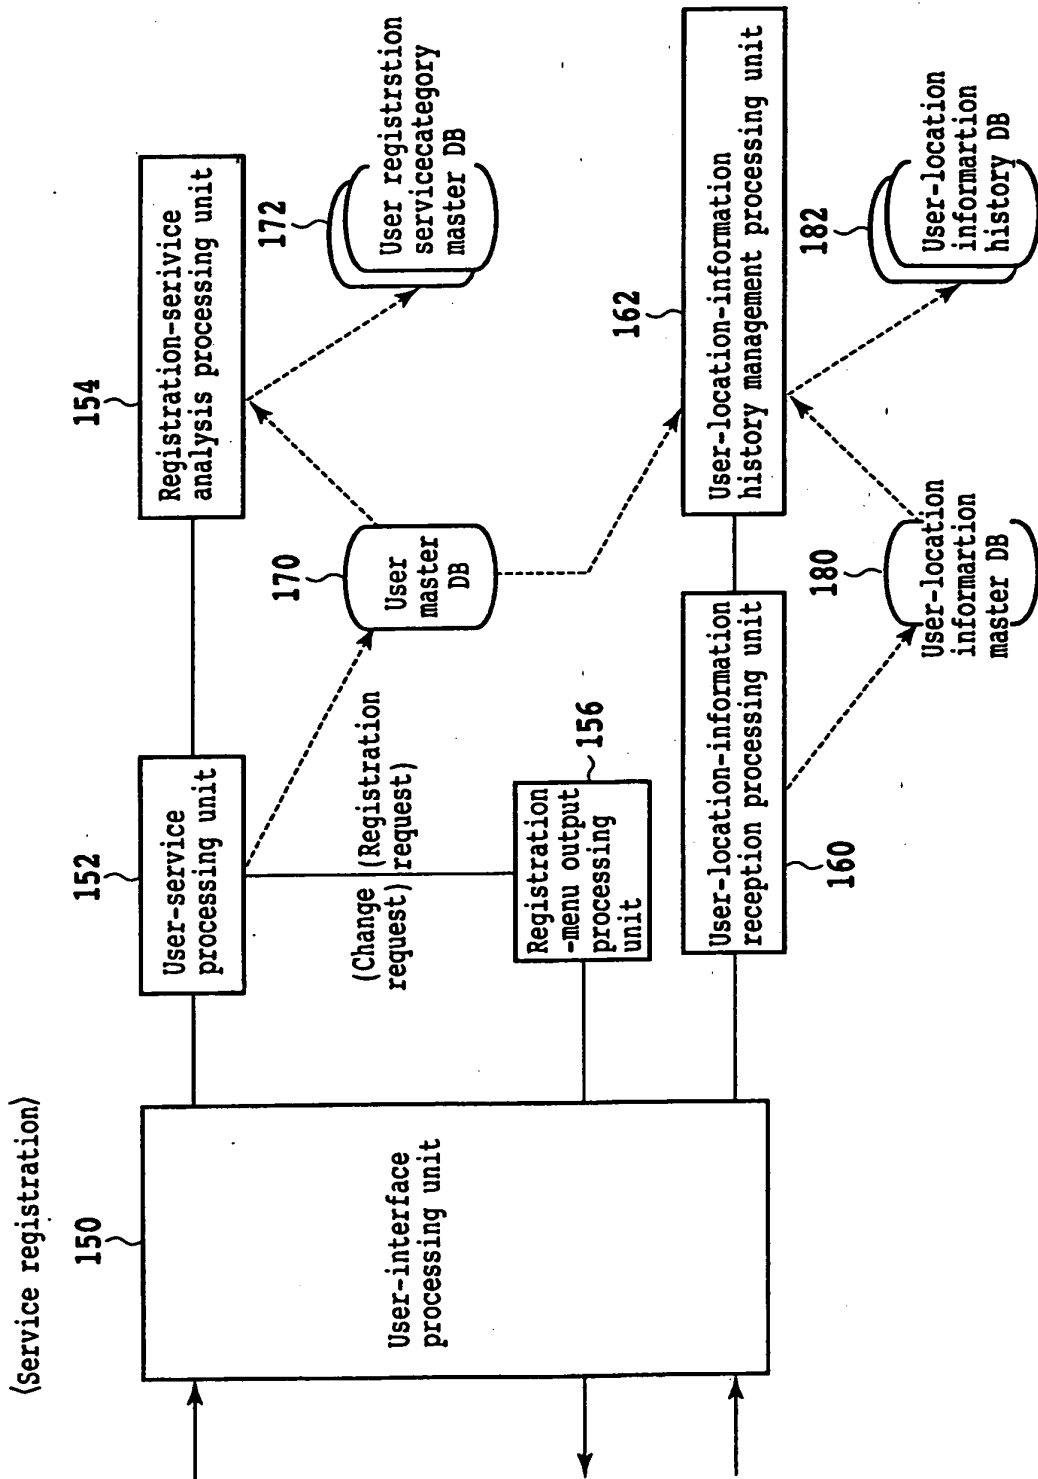 ⟨Service registration⟩
150
User-interface
processing unit
152
User-service
processing unit
154
Registration-serivice
analysis processing unit
(Change
request)
(Registration
request)
170
User
master
DB
172
User registrstion
servicecategory
master DB
156
Registration
-menu output
processing
unit
User-location-information
reception processing unit
160
162
User-location-information
history management processing unit
180
User-location
informartion
master DB
182
User-location
informartion
history DB